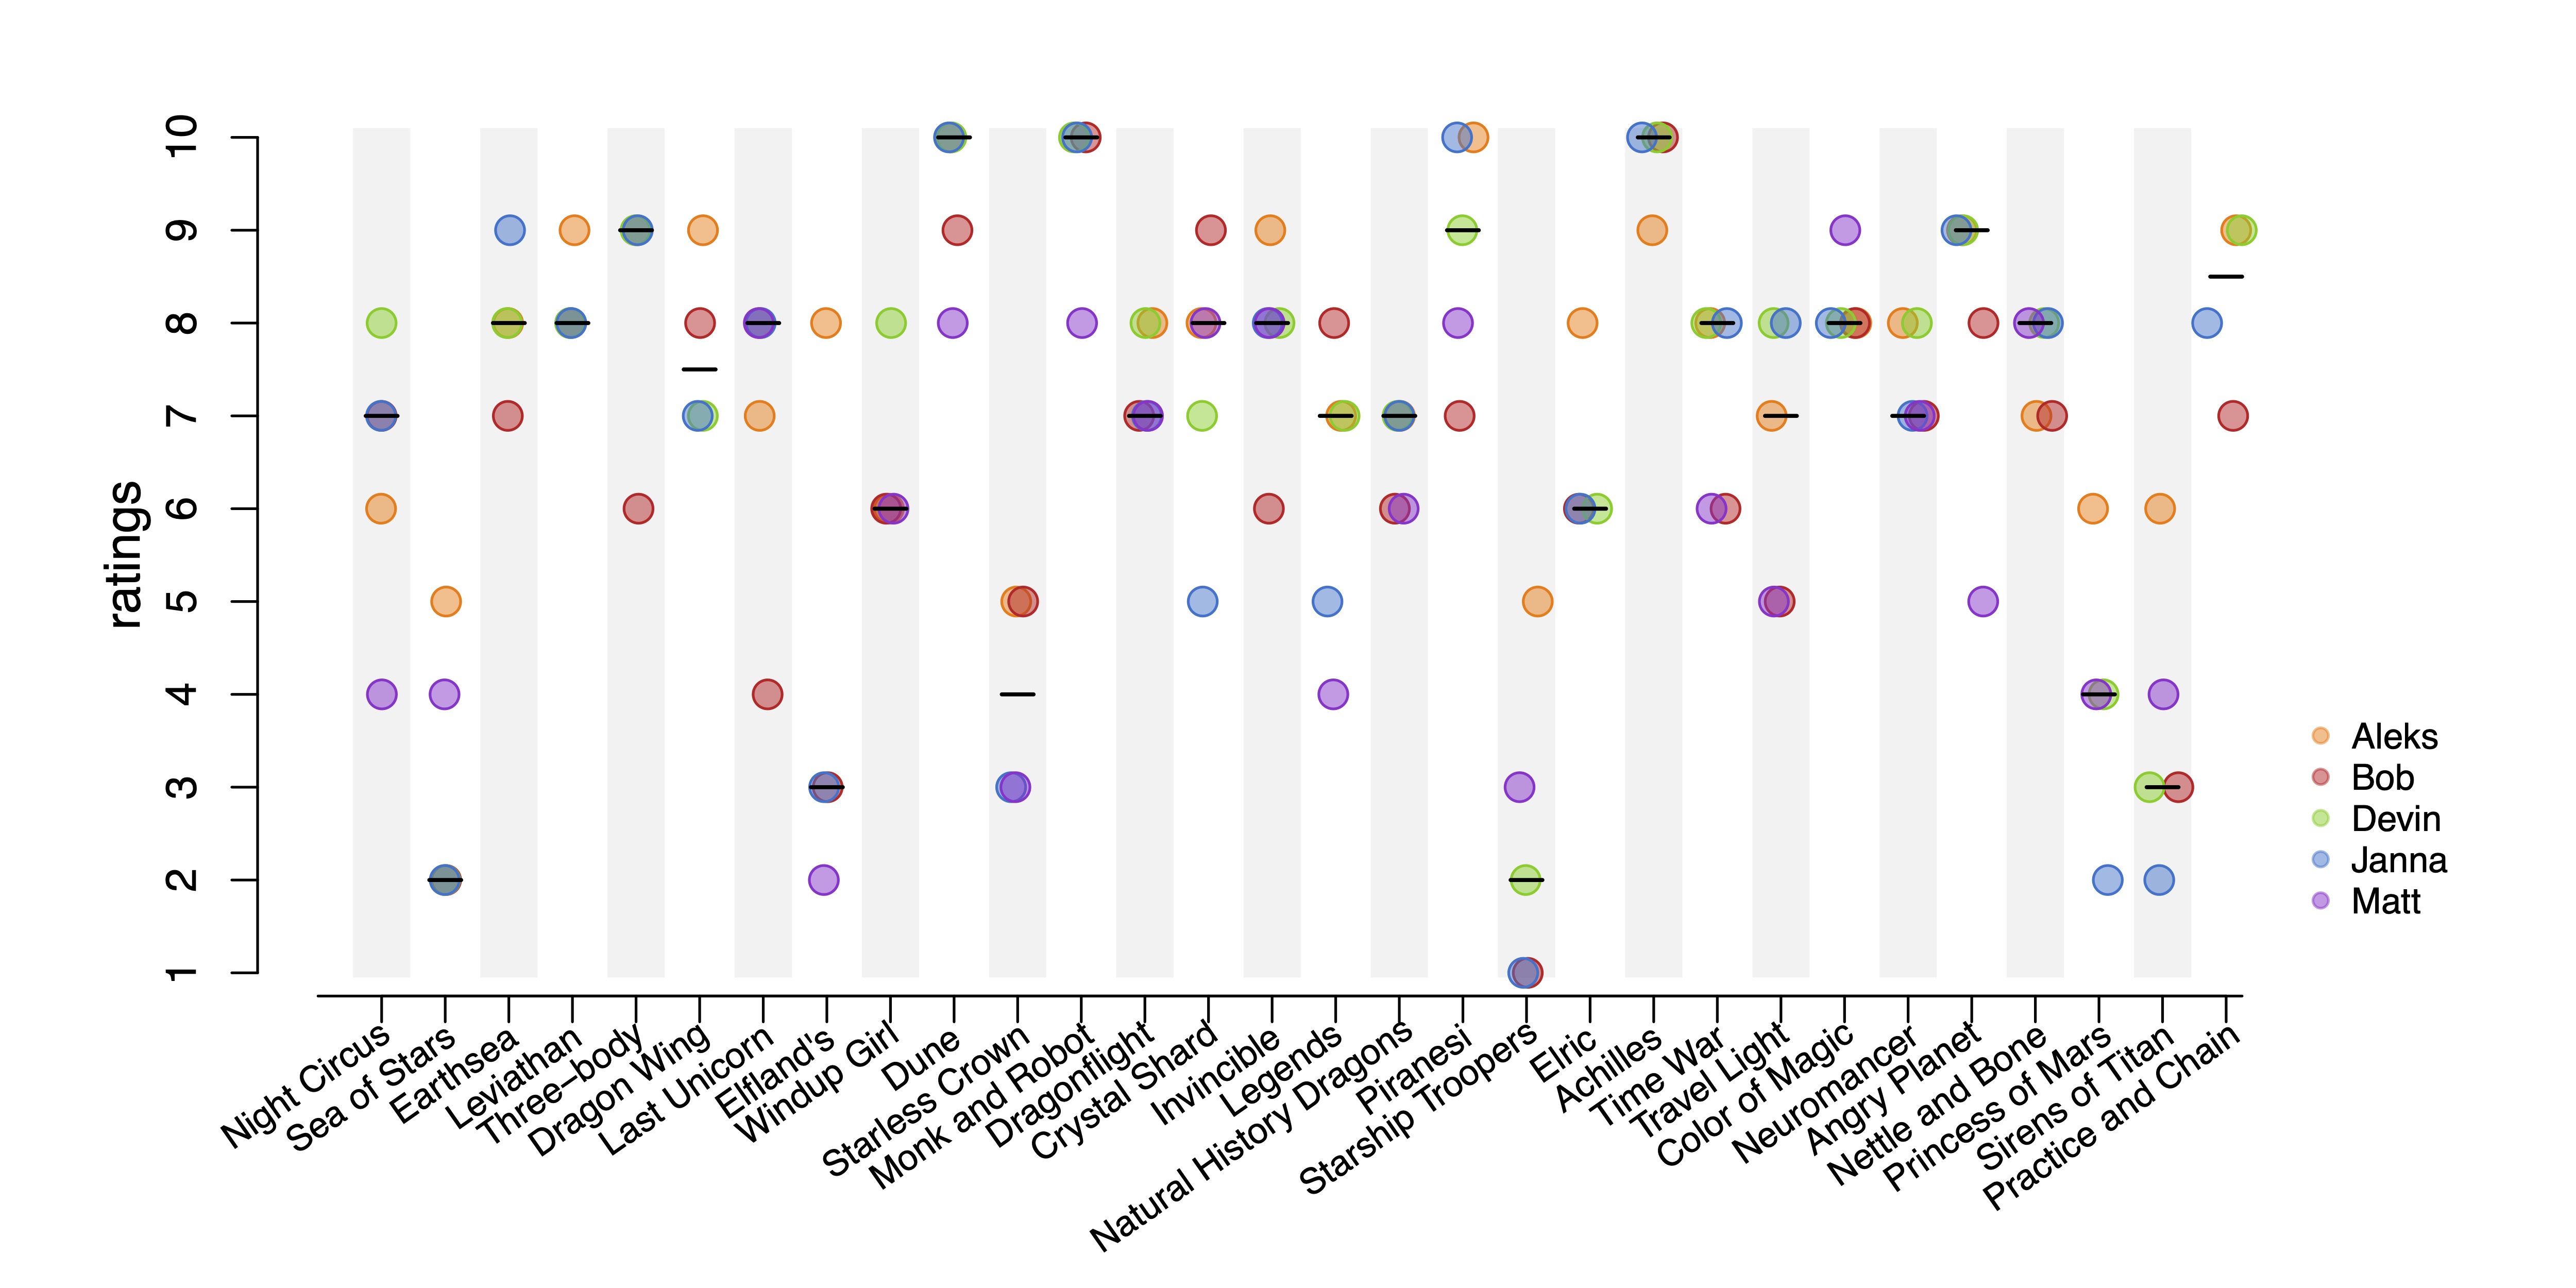 ratings
10
9
8
7
6
5
4
3
2
1
Night Circus
Sea of Stars
Earthsea
Leviathan
Three-body
Dragon Wing
Last Unicorn
Elfland's
Windup Girl
Dune
Starless Crown
Monk and Robot
Dragonflight
Crystal Shard
Invincible
Legends
Natural History Dragons
Piranesi
Starship Troopers
Elric
Achilles
Time War
Travel Light
Color of Magic
Neuromancer
Angry Planet
Nettle and Bone
Princess of Mars
Sirens of Titan
Practice and Chain
Aleks
Bob
Devin
Janna
Matt